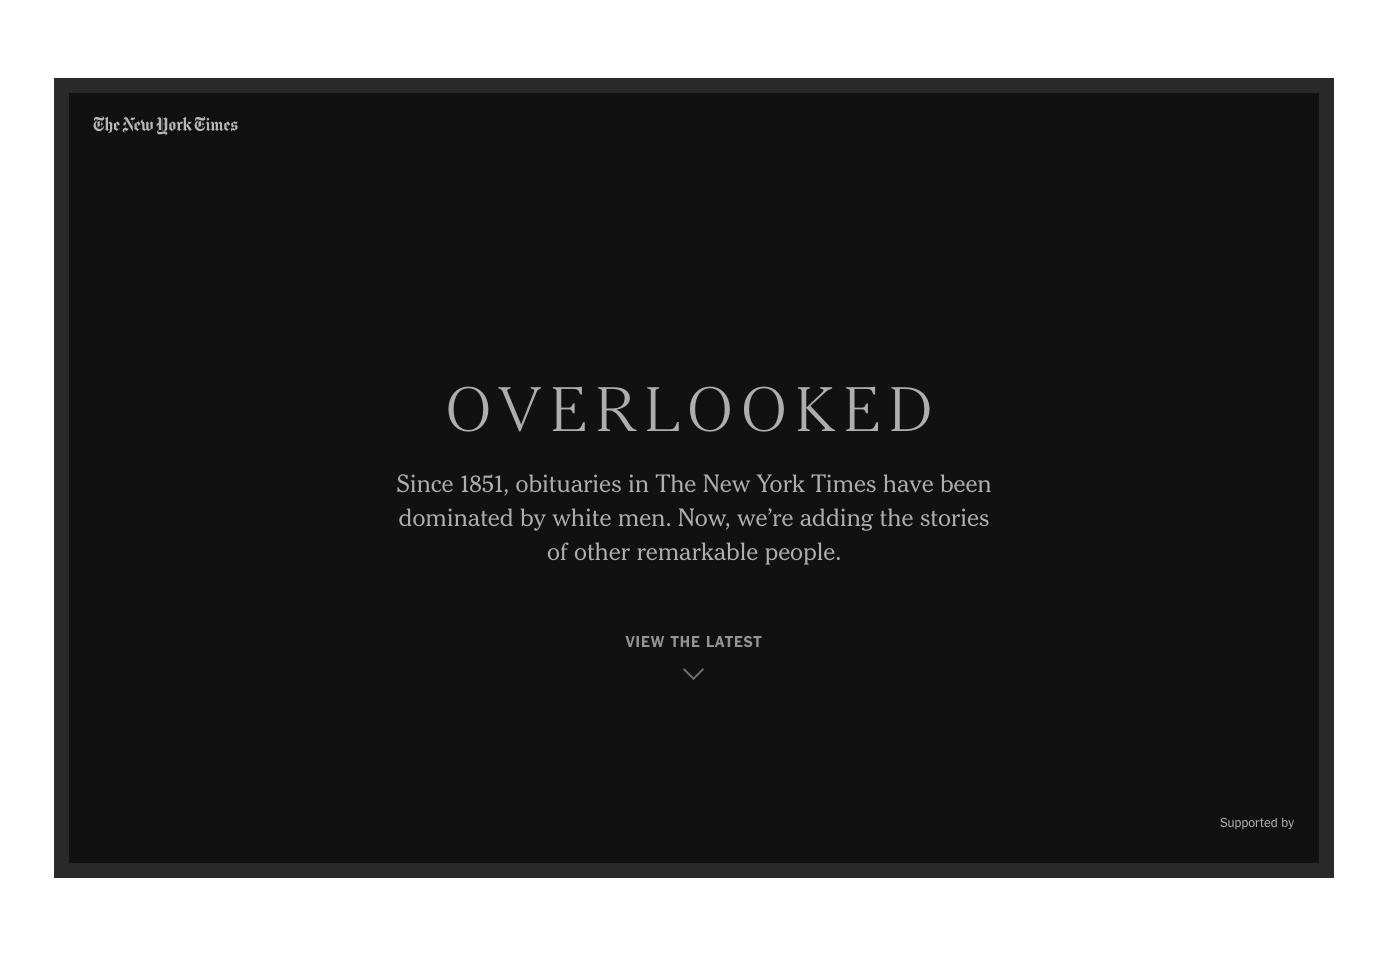 The New York Times
OVERLOOKED
Since 1851, obituaries in The New York Times have been
dominated by white men. Now, we’re adding the stories
of other remarkable people.
VIEW THE LATEST
Supported by